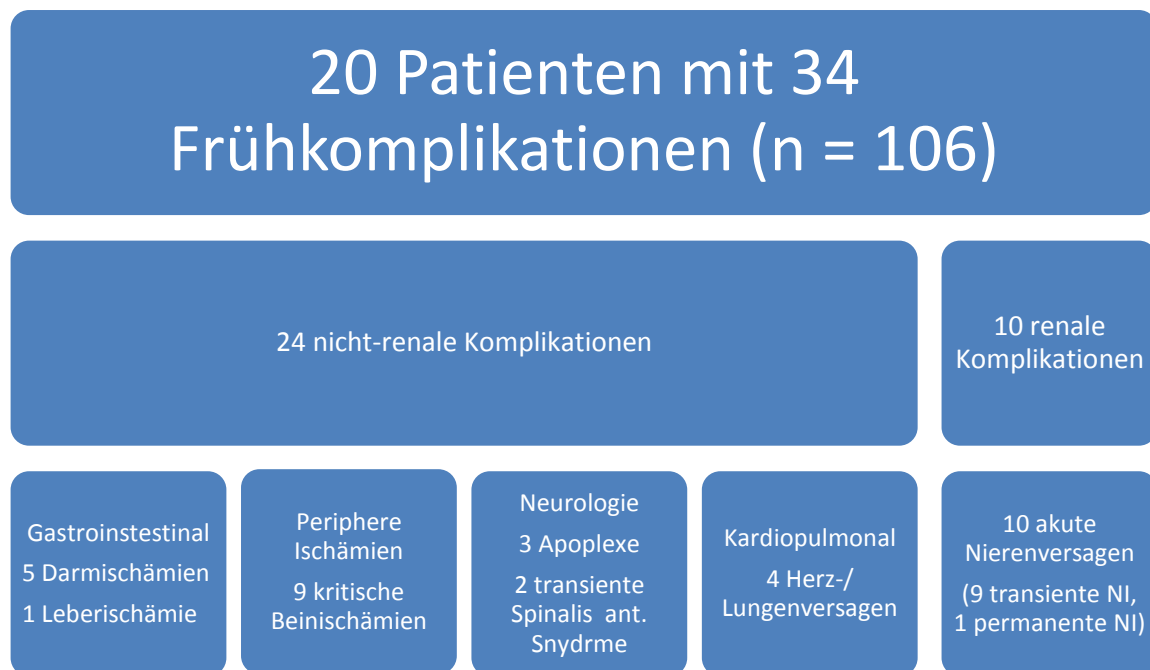 20 Patienten mit 34
Frühkomplikationen (n = 106)
24 nicht-renale Komplikationen
10 renale
Komplikationen
Gastroinstestinal
5 Darmischämien
1 Leberischämie
Periphere
Ischämien
9 kritische
Beinischämien
Neurologie
3 Apoplexe
2 transiente
Spinalis ant.
Snydrme
Kardiopulmonal
4 Herz-/
Lungenversagen
10 akute
Nierenversagen
(9 transiente NI,
1 permanente NI)